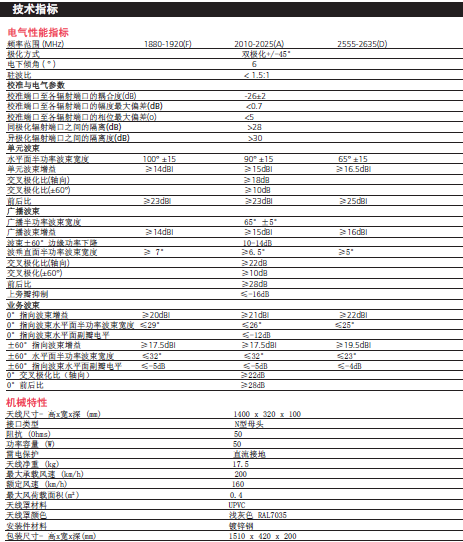 技术指标
电气性能指标
频率范围 (MHz) 1880-1920(F) 2010-2025(A) 2555-2635(D)
极化方式 双极化+/-45°
电下倾角 ( ° ) 6
驻波比 < 1.5:1
校准与电气参数
校准端口至各辐射端口的耦合度(dB) -26±2
校准端口至各辐射端口的幅度最大偏差(dB) <0.7
校准端口至各辐射端口的相位最大偏差(o) <5
同极化辐射端口之间的隔离(dB) >28
异极化辐射端口之间的隔离度(dB) >30
单元波束
水平面半功率波束宽度 100° ±15 90° ±15 65° ±15
单元波束增益 ≥14dBI ≥15dBI ≥16.5dBI
交叉极化比(轴向) ≥18dB
交叉极化比(±60°) ≥10dB
前后比 ≥23dBI ≥23dBI ≥25dBI
广播波束
广播半功率波束宽度 65° ±5°
广播波束增益 ≥14dBI ≥15dBI ≥16dBI
波束±60°边缘功率下降 10-14dB
波垂直面半功率波束宽度 ≥ 7° ≥6.5° ≥5°
交叉极化比(轴向) ≥22dB
交叉极化(±60°) ≥10dB
前后比 ≥28dB
上旁瓣抑制 ≤-16dB
业务波束
0° 指向波束增益 ≥20dBI ≥21dBI ≥22dBI
0° 指向波束水平面半功率波束宽度 ≤29° ≤26° ≤25°
0° 指向波束水平面副瓣电平 ≤-12dB
±60° 指向波束增益 ≥17.5dBI ≥17.5dBI ≥19.5dBI
±60° 水平面半功率波束宽度 ≤32° ≤32° ≤23°
±60° 指向波束水平面副瓣电平 ≤-5dB ≤-5dB ≤-4dB
0° 交叉极化比（轴向） ≥22dB
0° 前后比 ≥28dB
机械特性
天线尺寸- 高x宽x深 (mm) 1400 x 320 x 100
接口类型 N型母头
阻抗 (Ohms) 50
功率容量 (W) 50
雷电保护 直流接地
天线净重 (kg) 17.5
最大承载风速 (km/h) 200
额定风速 (km/h) 160
最大风荷载面积(m²) 0.4
天线罩材料 UPVC
天线罩颜色 浅灰色 RAL7035
安装件材料 镀锌钢
包装尺寸- 高x宽x深(mm) 1510 x 420 x 200